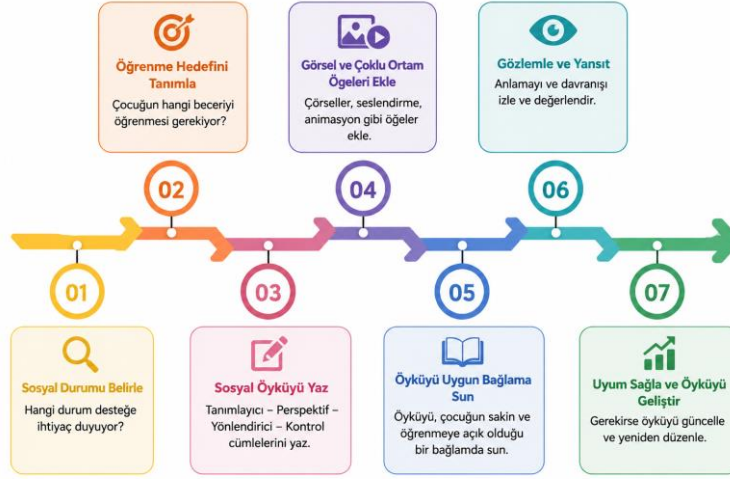 Öğrenme Hedefini
Tanımla
Çocuğun hangi beceriyi
öğrenmesi gerekiyor?
Görsel ve Çoklu Ortam
Ögeleri Ekle
Çörseller, seslendirme,
animasyon gibi öğeler
ekle.
Gözlemle ve Yansıt
Anlamayı ve davranışı
izle ve değerlendir.
02
04
06
01
03
05
07
Sosyal Durumu Belirle
Hangi durum desteğe
ihtiyaç duyuyor?
Sosyal Öyküyü Yaz
Tanımlayıcı – Perspektif –
Yönlendirici – Kontrol
cümlelerini yaz.
Öyküyü Uygun Bağlama
Sun
Öyküyü, çocuğun sakin ve
öğrenmeye açık olduğu
bir bağlamda sun.
Uyum Sağla ve Öyküyü
Geliştir
Gerekirse öyküyü güncelle
ve yeniden düzenle.